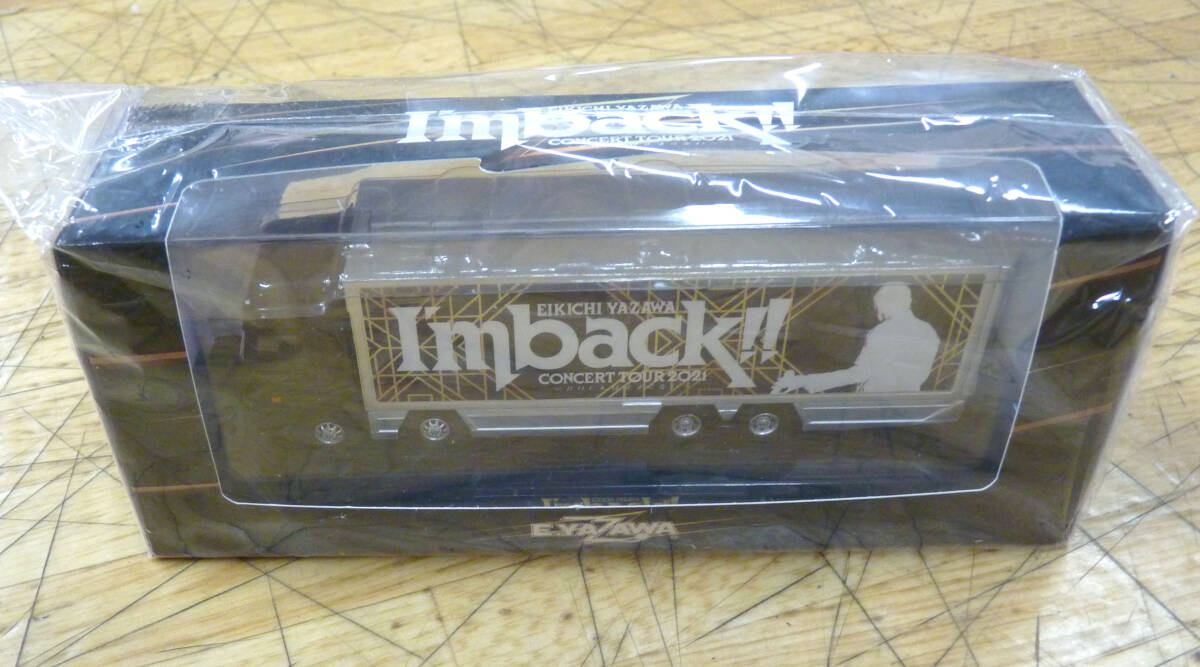 EIKICHI YAZAWA
I'mback!!
CONCERT TOUR 2021
EIKICHI YAZAWA
I'mback!!
CONCERT TOUR 2021
E.YAZAWA